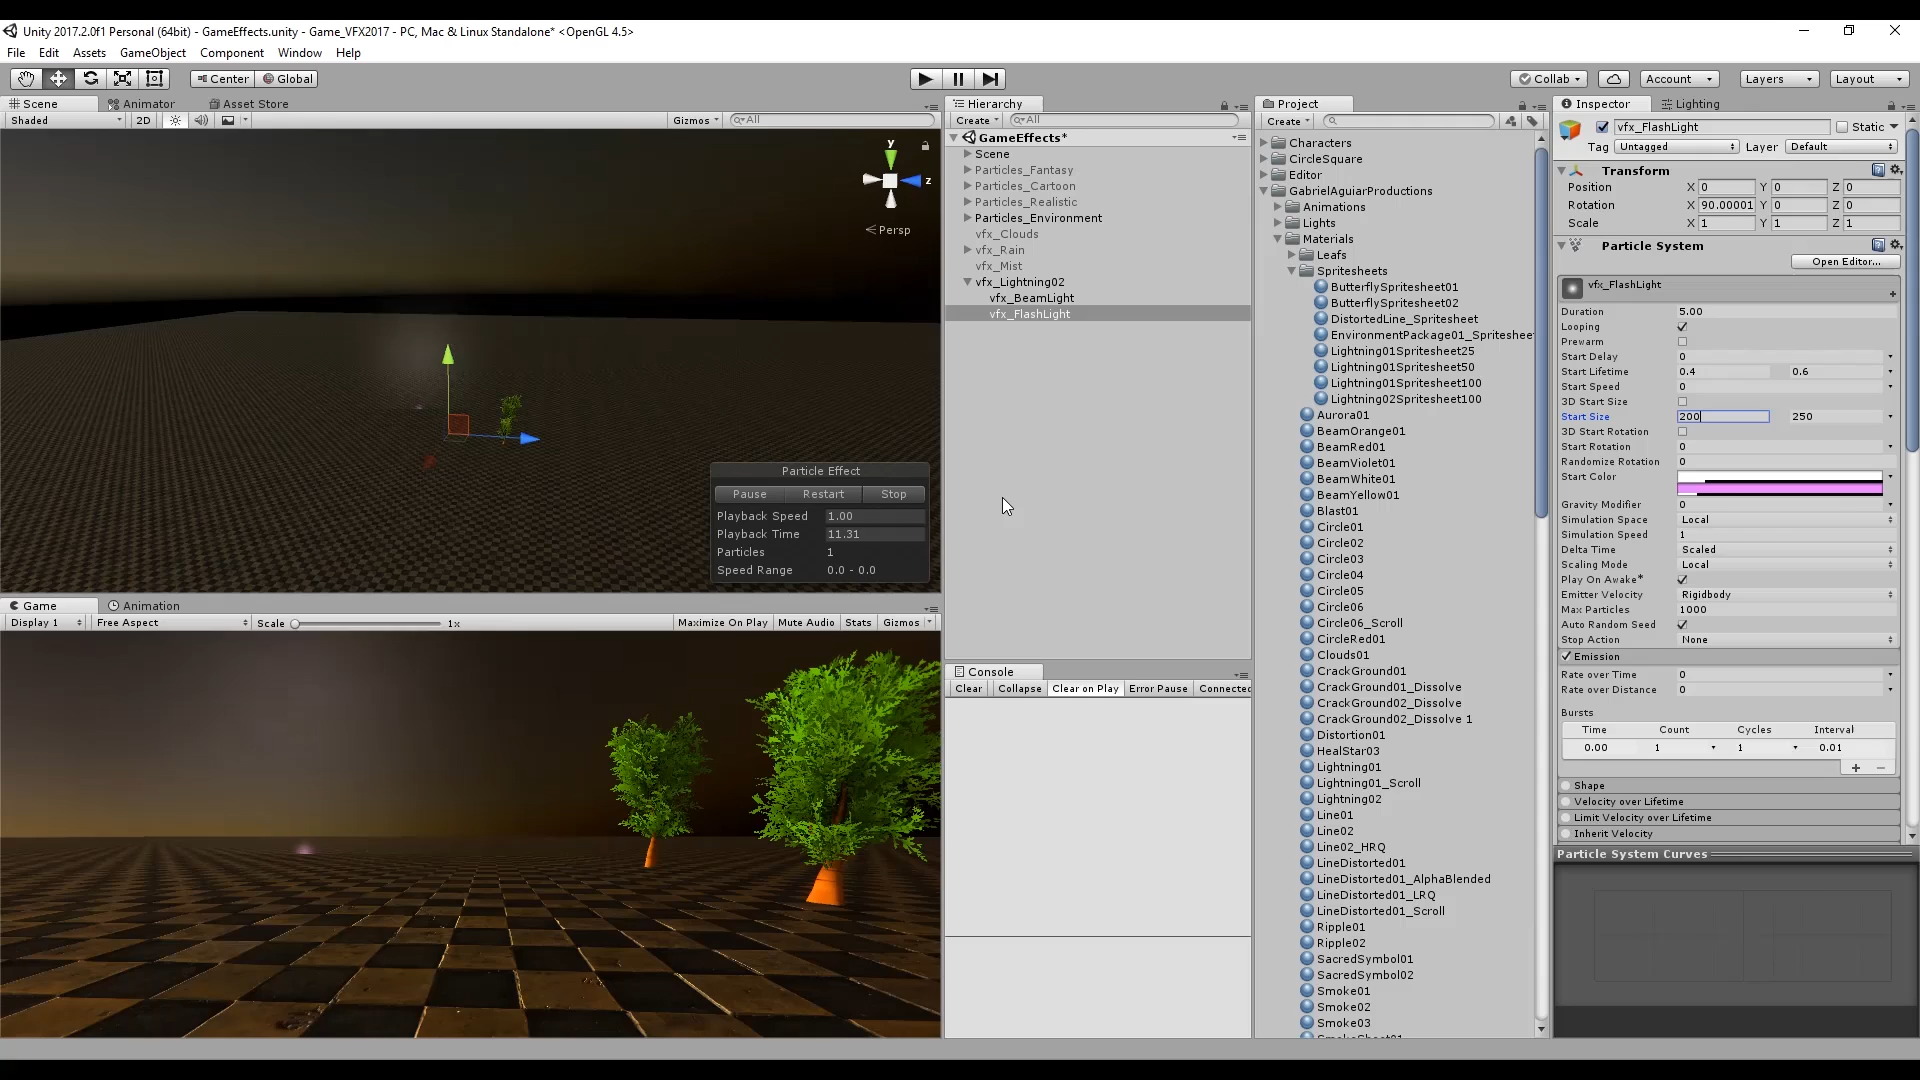 Unity 2017.2.0f1 Personal (64bit) - GameEffects.unity - Game_VFX2017 - PC, Mac & Linux Standalone* <OpenGL 4.5>
File Edit Assets GameObject Component Window Help
Center Global
Collab Account Layers Layout
Scene Animator Asset Store
Shaded 2D Gizmos All
y
z
Persp
Particle Effect
Pause Restart Stop
Playback Speed 1.00
Playback Time 11.31
Particles 1
Speed Range 0.0 - 0.0
Game Animation
Display 1 Free Aspect Scale 1x Maximize On Play Mute Audio Stats Gizmos
Hierarchy
Create All
GameEffects*
Scene
Particles_Fantasy
Particles_Cartoon
Particles_Realistic
Particles_Environment
vfx_Clouds
vfx_Rain
vfx_Mist
vfx_Lightning02
vfx_BeamLight
vfx_FlashLight
Console
Clear Collapse Clear on Play Error Pause Connected
Project
Create
Characters
CircleSquare
Editor
GabrielAguiarProductions
Animations
Lights
Materials
Leafs
Spritesheets
ButterflySpritesheet01
ButterflySpritesheet02
DistortedLine_Spritesheet
EnvironmentPackage01_Spriteshee
Lightning01Spritesheet25
Lightning01Spritesheet50
Lightning01Spritesheet100
Lightning02Spritesheet100
Aurora01
BeamOrange01
BeamRed01
BeamViolet01
BeamWhite01
BeamYellow01
Blast01
Circle01
Circle02
Circle03
Circle04
Circle05
Circle06
Circle06_Scroll
CircleRed01
Clouds01
CrackGround01
CrackGround01_Dissolve
CrackGround02_Dissolve
CrackGround02_Dissolve 1
Distortion01
HealStar03
Lightning01
Lightning01_Scroll
Lightning02
Line01
Line02
Line02_HRQ
LineDistorted01
LineDistorted01_AlphaBlended
LineDistorted01_LRQ
LineDistorted01_Scroll
Ripple01
Ripple02
SacredSymbol01
SacredSymbol02
Smoke01
Smoke02
Smoke03
Inspector Lighting
vfx_FlashLight Static
Tag Untagged Layer Default
Transform
Position X 0 Y 0 Z 0
Rotation X 90.00001 Y 0 Z 0
Scale X 1 Y 1 Z 1
Particle System
Open Editor...
vfx_FlashLight
Duration 5.00
Looping
Prewarm
Start Delay 0
Start Lifetime 0.4 0.6
Start Speed 0
3D Start Size
Start Size 200 250
3D Start Rotation
Start Rotation 0
Randomize Rotation 0
Start Color
Gravity Modifier 0
Simulation Space Local
Simulation Speed 1
Delta Time Scaled
Scaling Mode Local
Play On Awake*
Emitter Velocity Rigidbody
Max Particles 1000
Auto Random Seed
Stop Action None
Emission
Rate over Time 0
Rate over Distance 0
Bursts
Time Count Cycles Interval
0.00 1 1 0.01
Shape
Velocity over Lifetime
Limit Velocity over Lifetime
Inherit Velocity
Particle System Curves